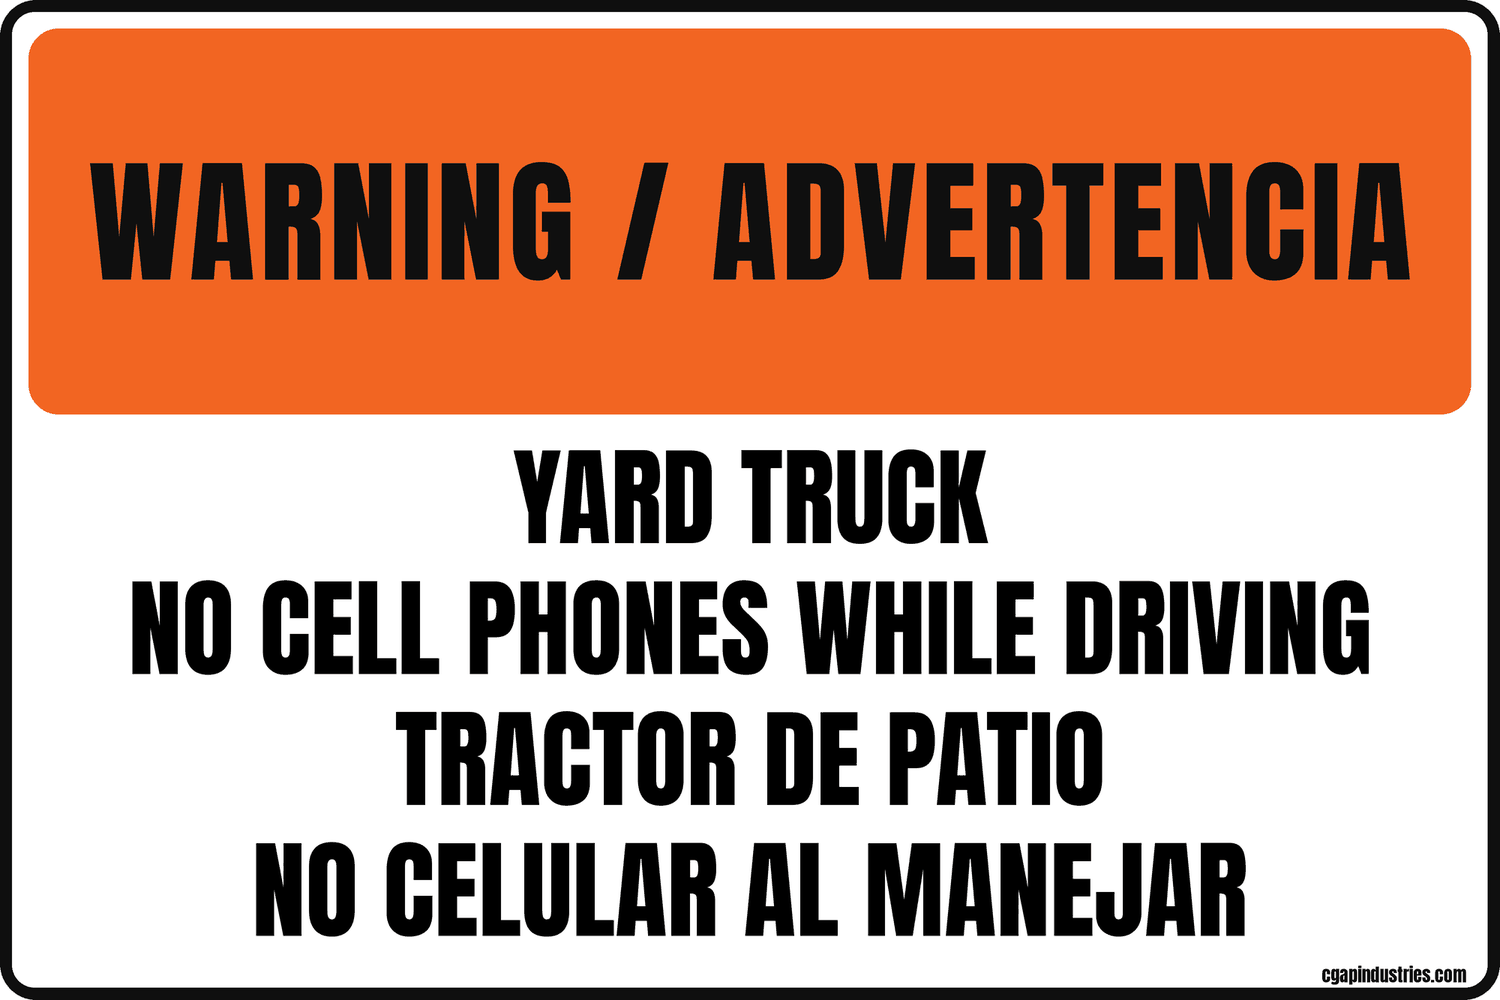 WARNING / ADVERTENCIA
YARD TRUCK
NO CELL PHONES WHILE DRIVING
TRACTOR DE PATIO
NO CELULAR AL MANEJAR
cgapindustries.com